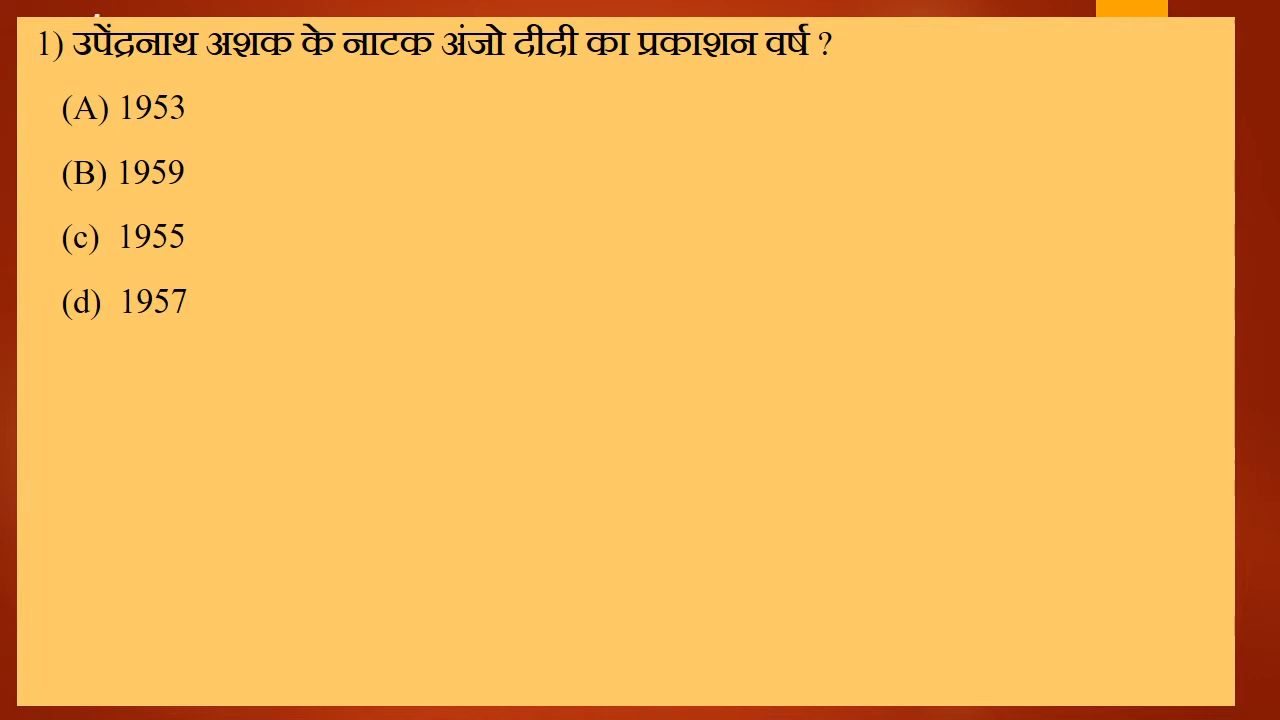 1) उपेंद्रनाथ अशक के नाटक अंजो दीदी का प्रकाशन वर्ष ?
(A) 1953
(B) 1959
(c) 1955
(d) 1957